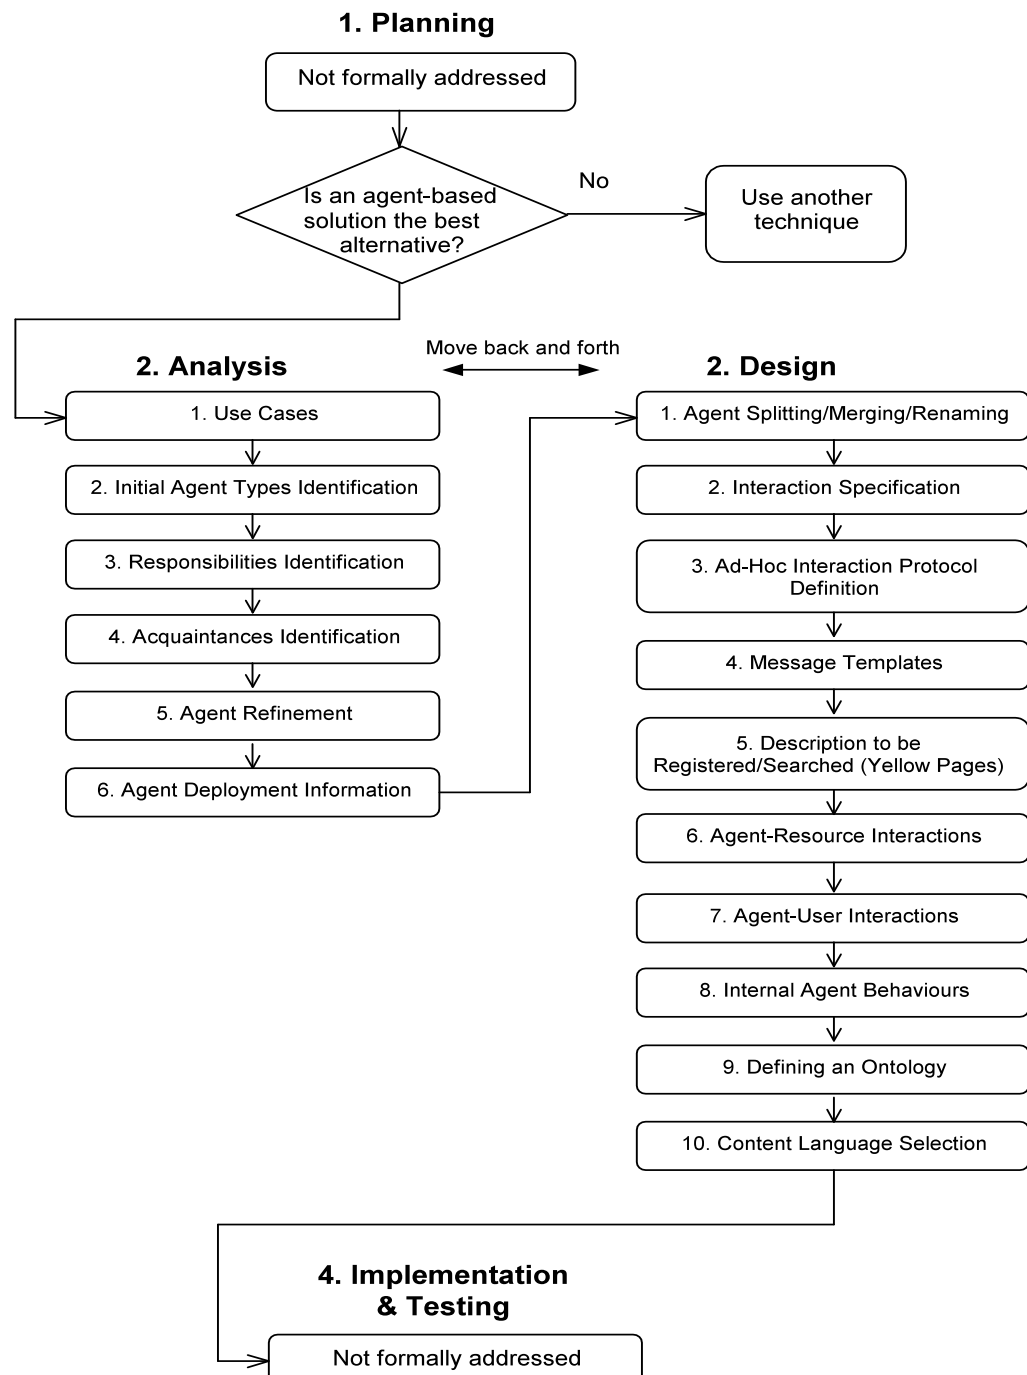 1. Planning
Not formally addressed
Is an agent-based
solution the best
alternative?
No
Use another
technique
Move back and forth
2. Analysis
1. Use Cases
2. Initial Agent Types Identification
3. Responsibilities Identification
4. Acquaintances Identification
5. Agent Refinement
6. Agent Deployment Information
2. Design
1. Agent Splitting/Merging/Renaming
2. Interaction Specification
3. Ad-Hoc Interaction Protocol
Definition
4. Message Templates
5. Description to be
Registered/Searched (Yellow Pages)
6. Agent-Resource Interactions
7. Agent-User Interactions
8. Internal Agent Behaviours
9. Defining an Ontology
10. Content Language Selection
4. Implementation
& Testing
Not formally addressed